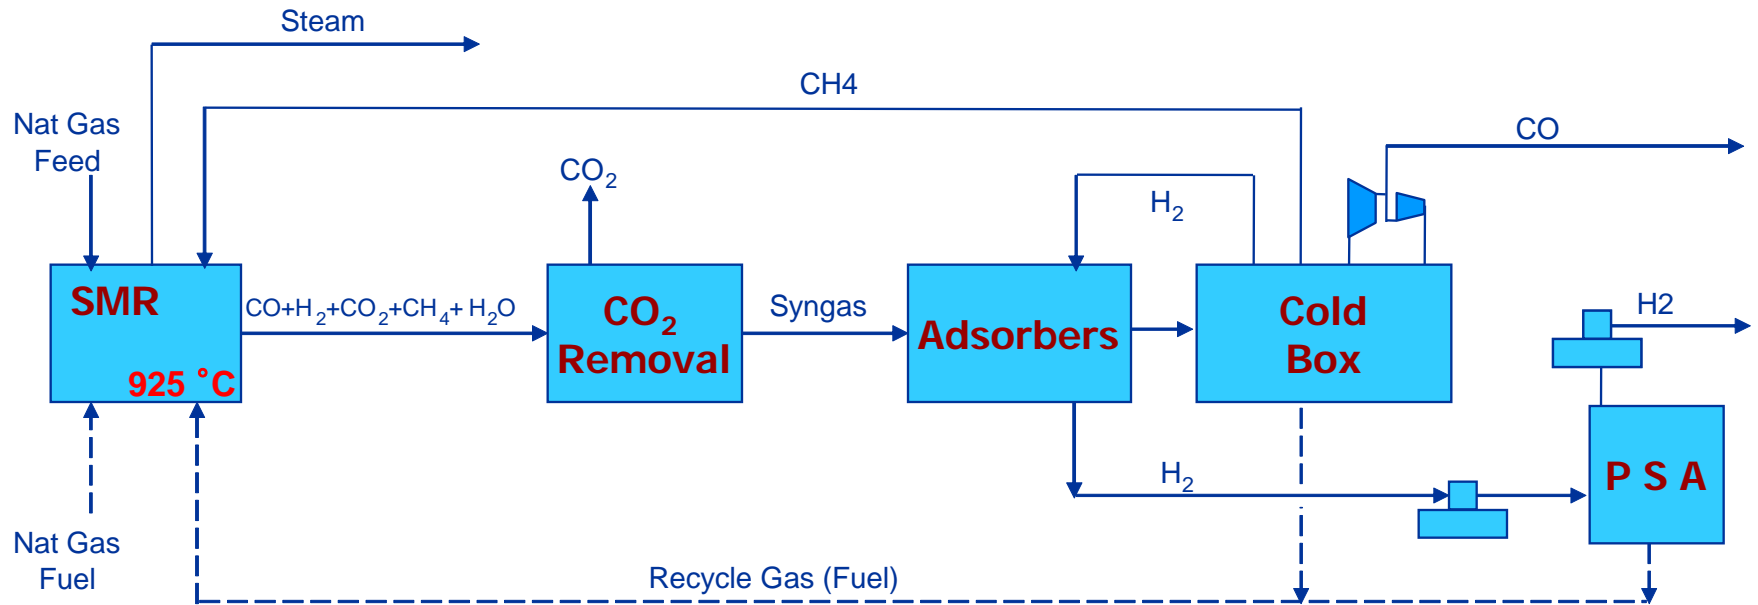 Steam
CH4
Nat Gas
Feed
CO
CO₂
H₂
SMR
925 °C
CO+H₂+CO₂+CH₄+ H₂O
CO₂
Removal
Syngas
Adsorbers
Cold
Box
H2
P S A
H₂
Nat Gas
Fuel
Recycle Gas (Fuel)